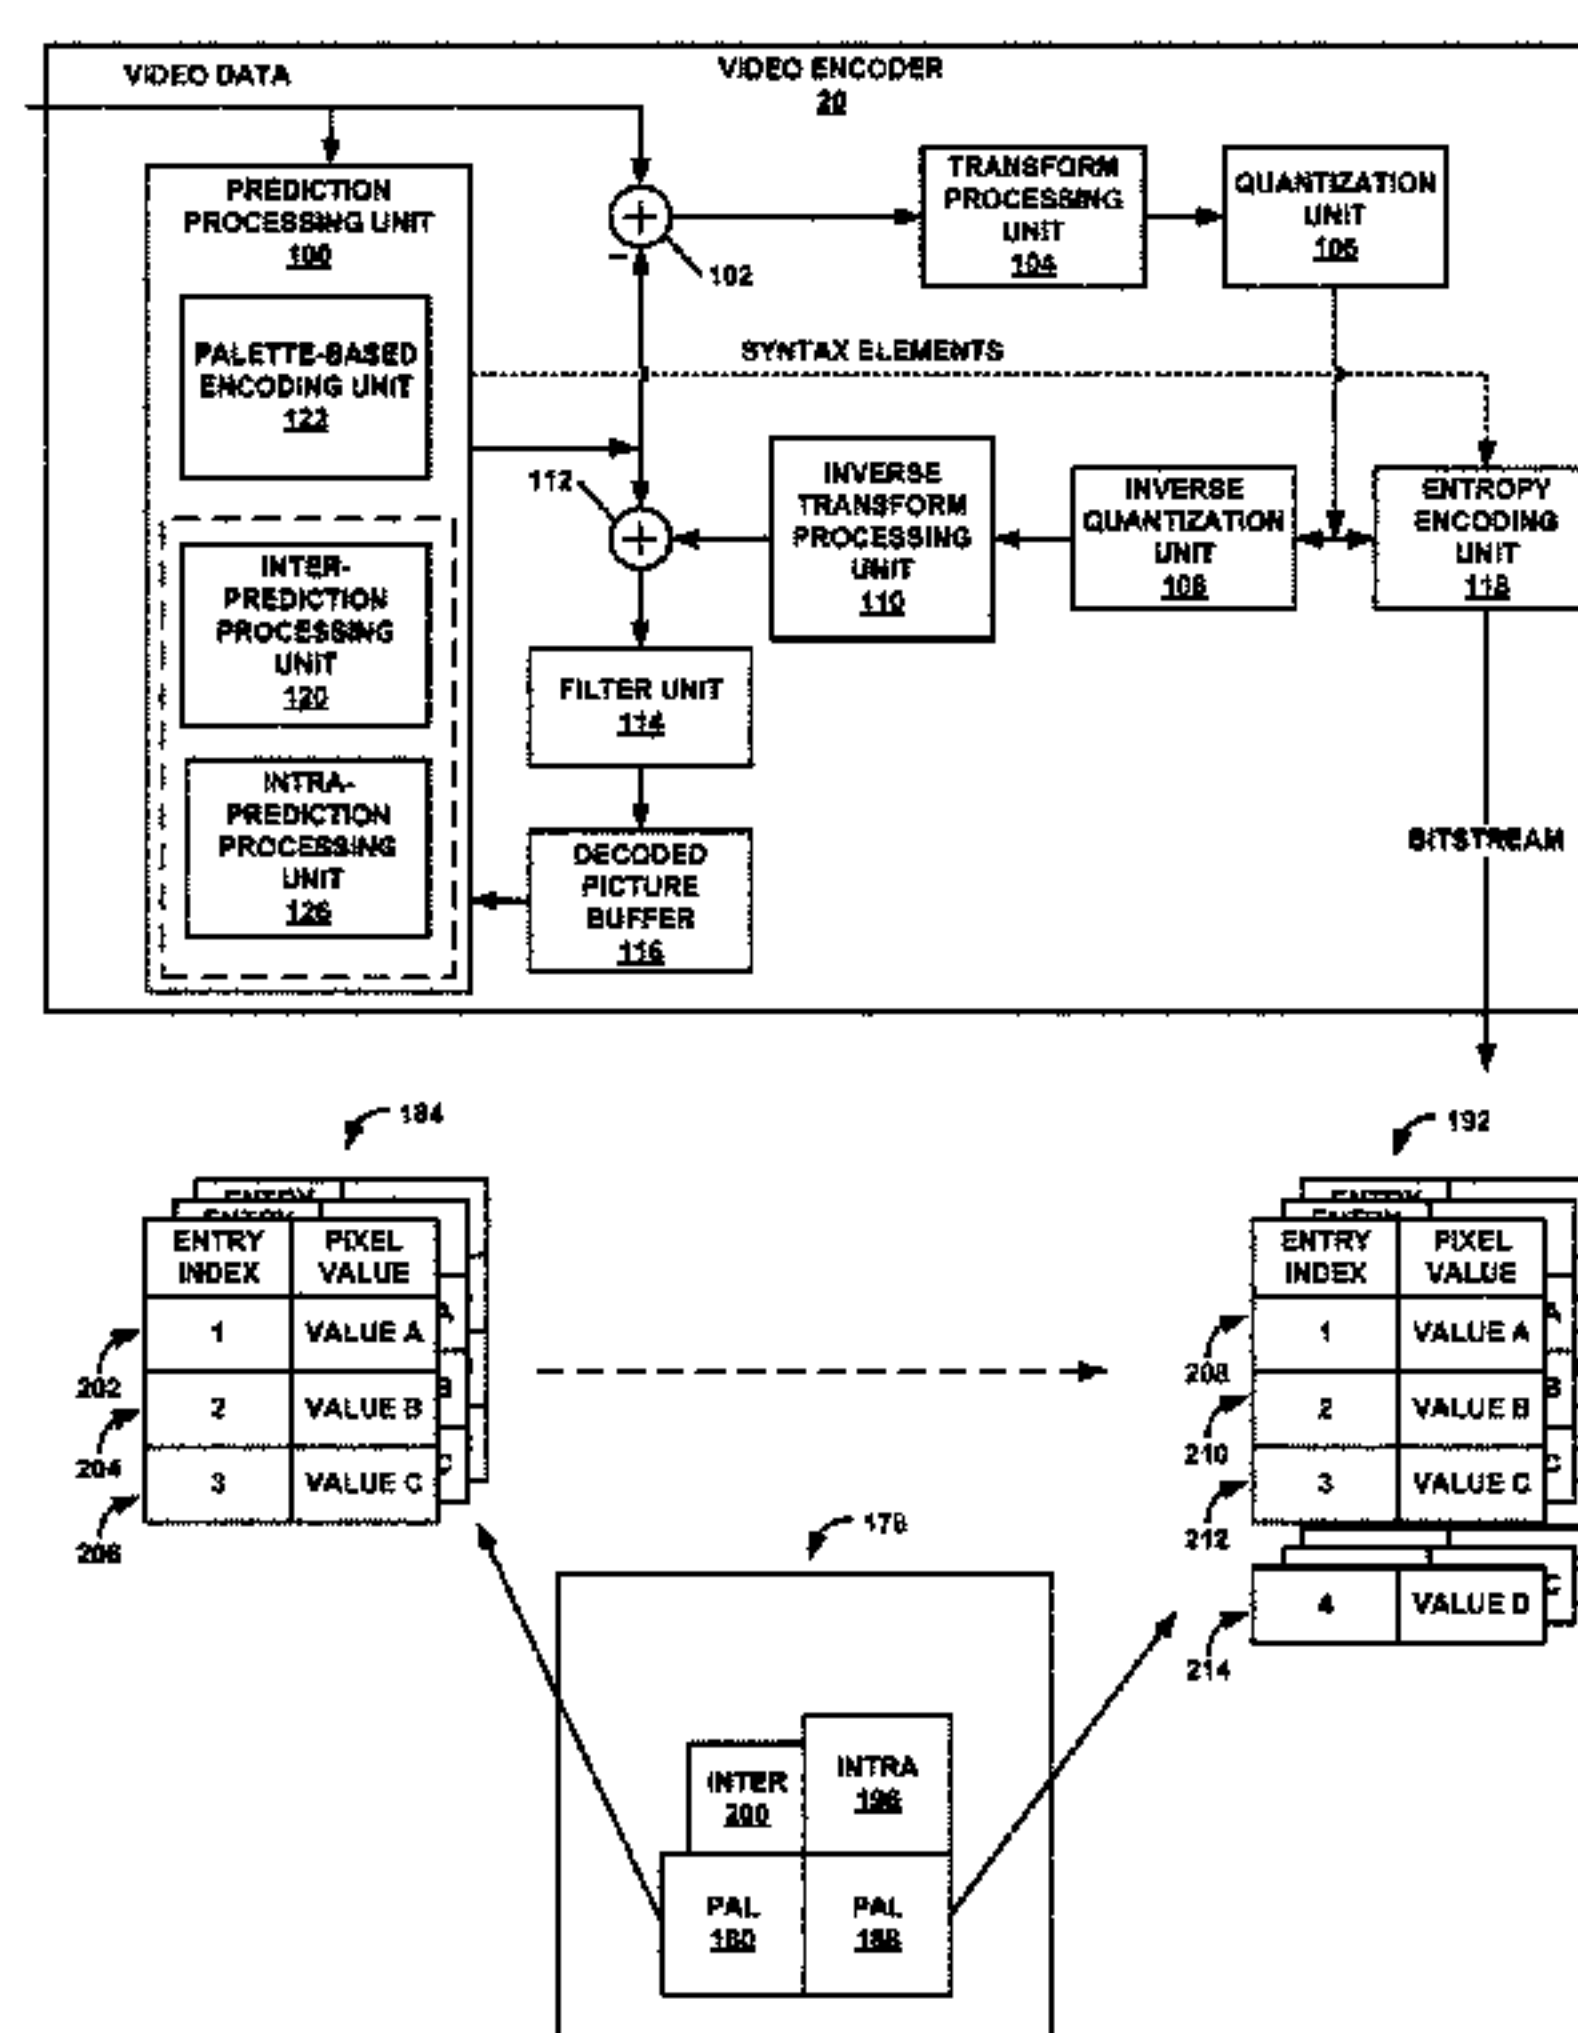 VIDEO DATA
VIDEO ENCODER
20
PREDICTION
PROCESSING UNIT
100
PALETTE-BASED
ENCODING UNIT
122
INTER-
PREDICTION
PROCESSING
UNIT
120
INTRA-
PREDICTION
PROCESSING
UNIT
126
102
TRANSFORM
PROCESSING
UNIT
104
QUANTIZATION
UNIT
106
SYNTAX ELEMENTS
112
INVERSE
TRANSFORM
PROCESSING
UNIT
110
INVERSE
QUANTIZATION
UNIT
108
ENTROPY
ENCODING
UNIT
118
FILTER UNIT
114
DECODED
PICTURE
BUFFER
116
BITSTREAM
184
ENTRY
ENTRY
ENTRY INDEX
PIXEL VALUE
1 VALUE A
2 VALUE B
3 VALUE C
A
B
C
202
204
206
192
ENTRY
ENTRY
ENTRY INDEX
PIXEL VALUE
1 VALUE A
2 VALUE B
3 VALUE C
4 VALUE D
A
B
C
C
208
210
212
214
178
INTER
200
INTRA
196
PAL
180
PAL
188